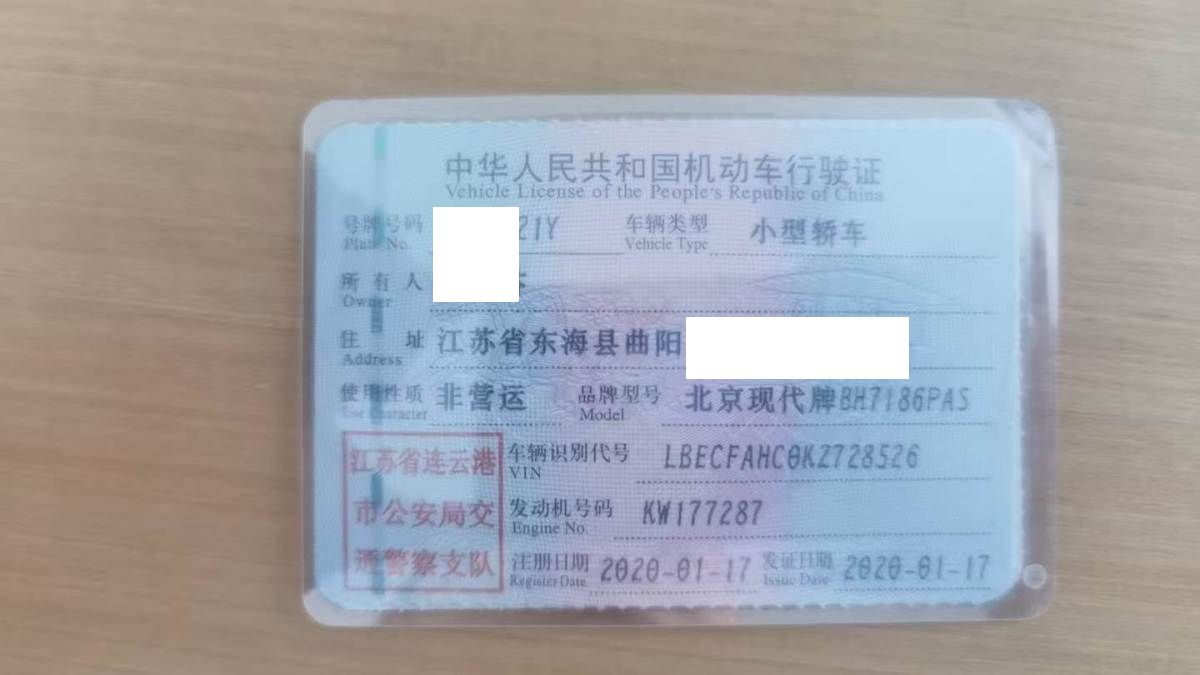 中华人民共和国机动车行驶证
Vehicle License of the People's Republic of China
号牌号码 21Y 车辆类型 小型轿车
Plate No. Vehicle Type
所有人
Owner
住址 江苏省东海县曲阳
Address
使用性质 非营运 品牌型号 北京现代牌BH7186PAS
Use Character Model
江苏省连云港
市公安局交
通警察支队
车辆识别代号 LBECFAHC0K2728526
VIN
发动机号码 KW177287
Engine No.
注册日期 2020-01-17 发证日期 2020-01-17
Register Date Issue Date